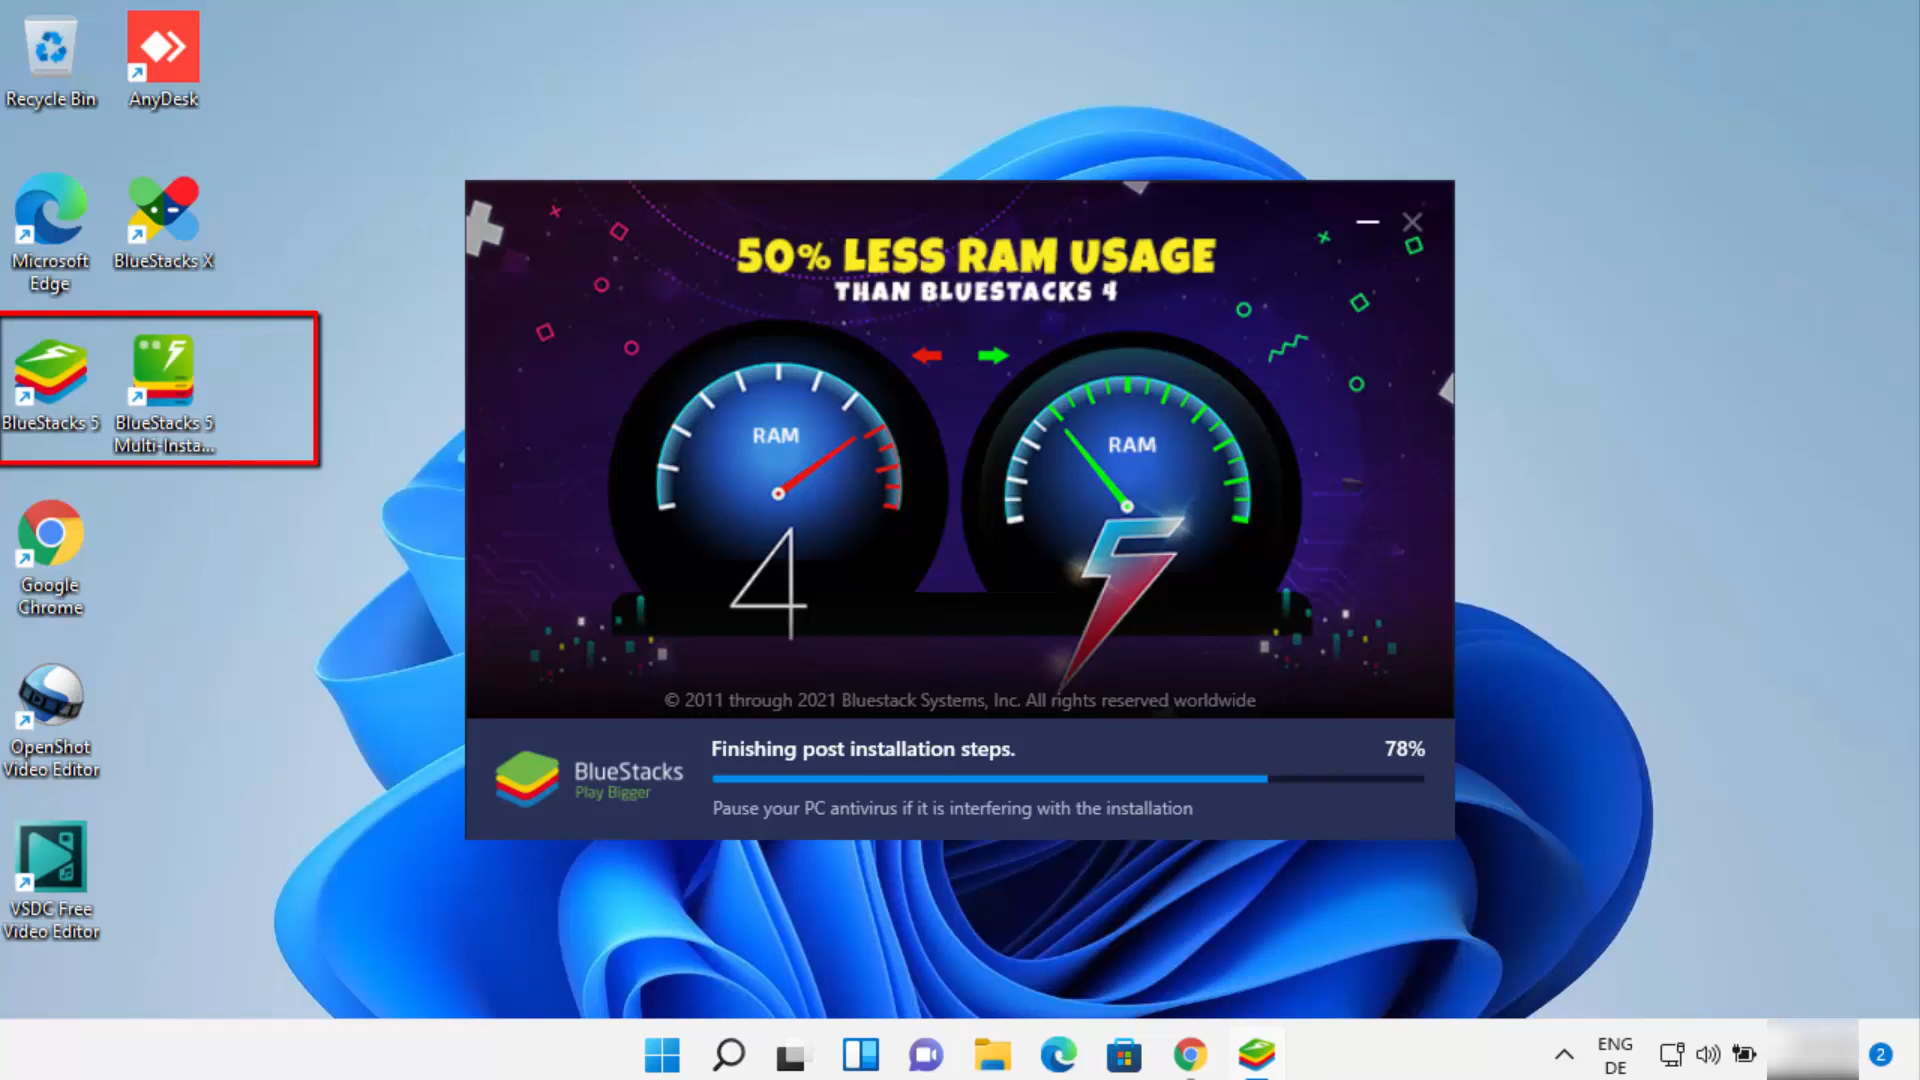 Recycle Bin
AnyDesk
Microsoft
Edge
BlueStacks X
BlueStacks 5
BlueStacks 5
Multi-Insta...
Google
Chrome
OpenShot
Video Editor
VSDC Free
Video Editor
50% LESS RAM USAGE
THAN BLUESTACKS 4
RAM
RAM
4
5
© 2011 through 2021 Bluestack Systems, Inc. All rights reserved worldwide
BlueStacks
Play Bigger
Finishing post installation steps.
78%
Pause your PC antivirus if it is interfering with the installation
ENG
DE
2